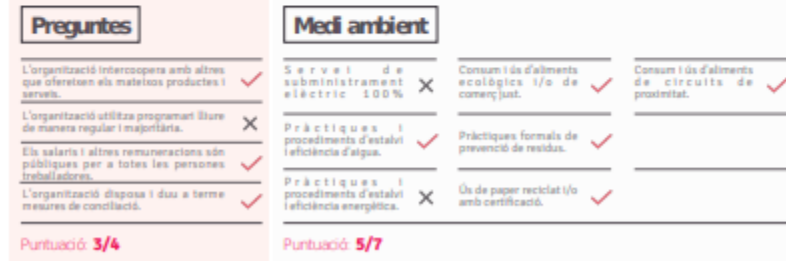 Preguntes
L'organització intercoopera amb altres
que ofereixen els mateixos productes i
serveis.
L'organització utilitza programari lliure
de manera regular i majoritària.
Els salaris i altres remuneracions són
públiques per a totes les persones
treballadores.
L'organització disposa i duu a terme
mesures de conciliació.
Puntuació: 3/4
Medi ambient
Servei de
subministrament
elèctric 100%
Pràctiques i
procediments d'estalvi
i eficiència d'aigua.
Pràctiques i
procediments d'estalvi
i eficiència energètica.
Consum i ús d'aliments
ecològics i/o de
comerç just.
Pràctiques formals de
prevenció de residus.
Ús de paper reciclat i/o
amb certificació.
Consum i ús d'aliments
de circuits de
proximitat.
Puntuació: 5/7